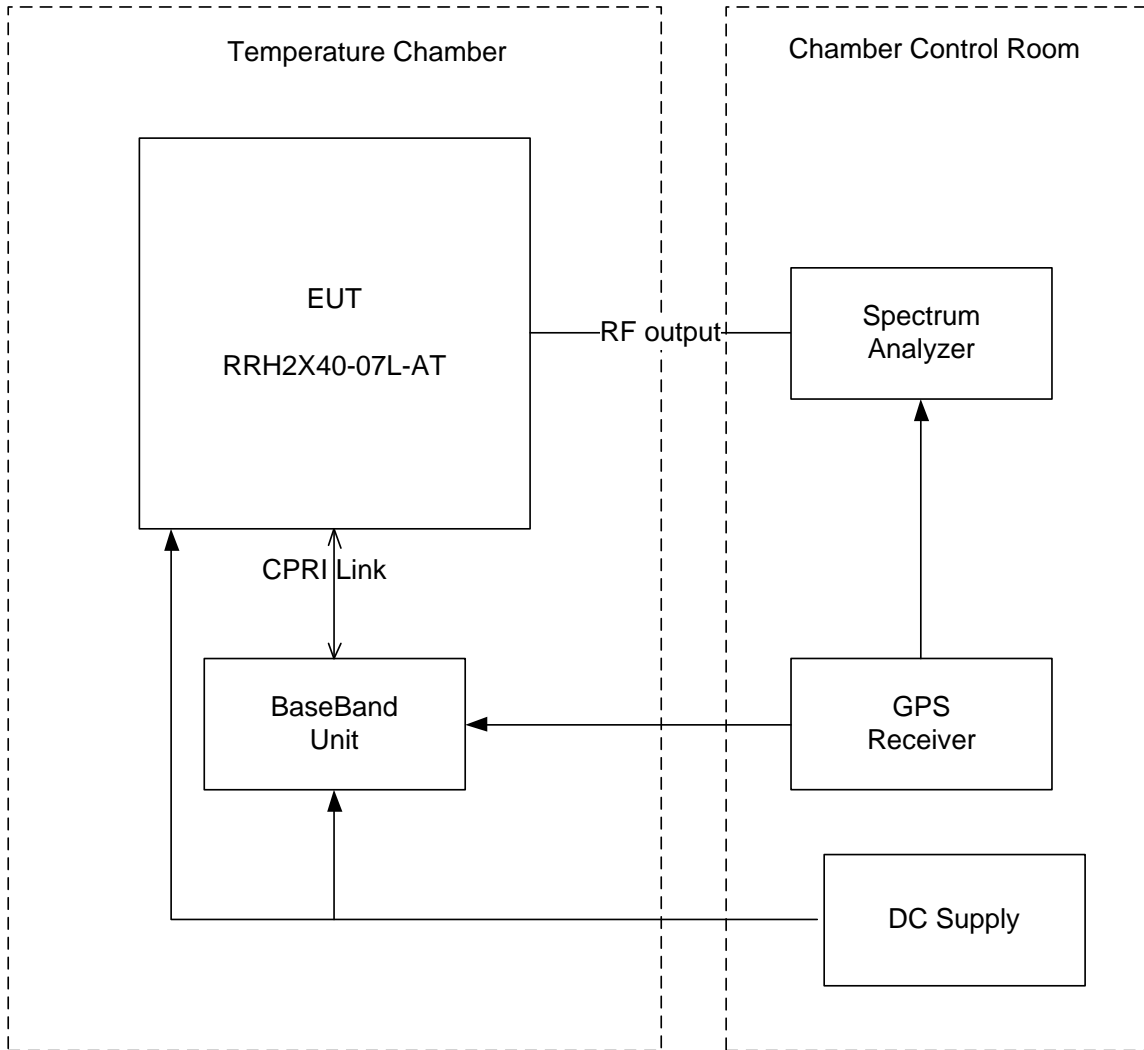 Temperature Chamber
Chamber Control Room
EUT
RRH2X40-07L-AT
RF output
Spectrum
Analyzer
CPRI Link
BaseBand
Unit
GPS
Receiver
DC Supply